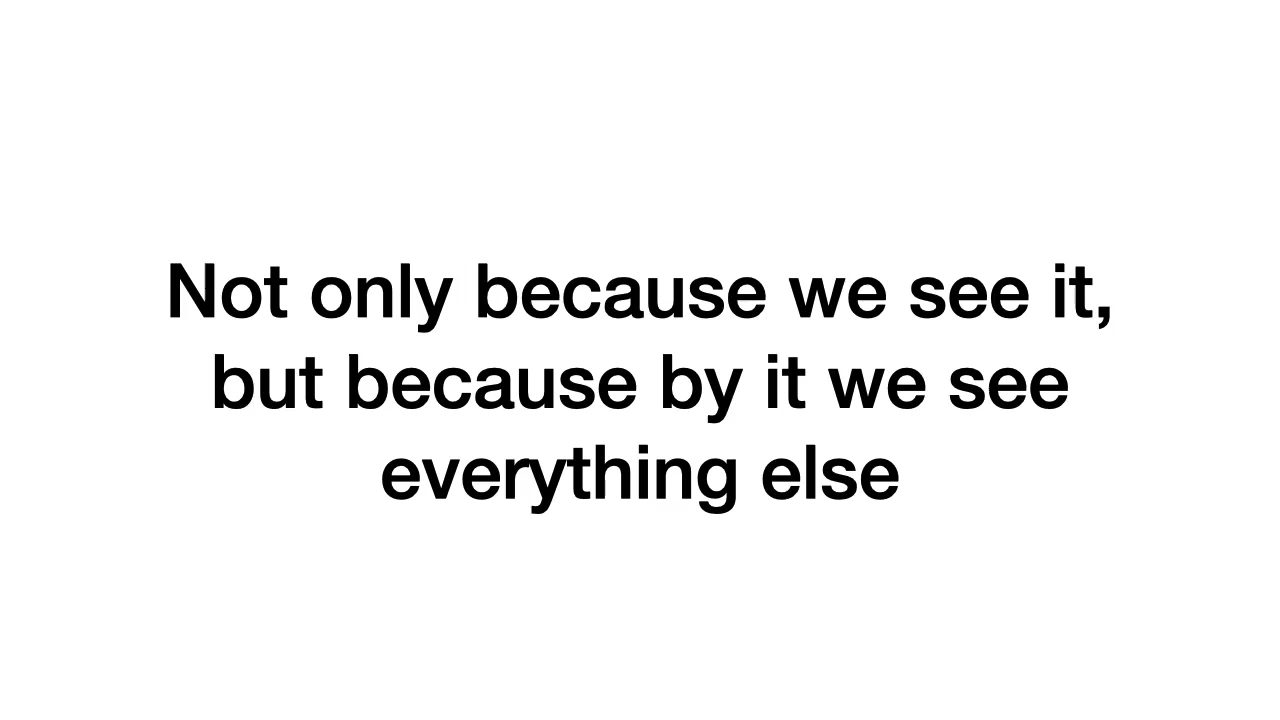 Not only because we see it,
but because by it we see
everything else